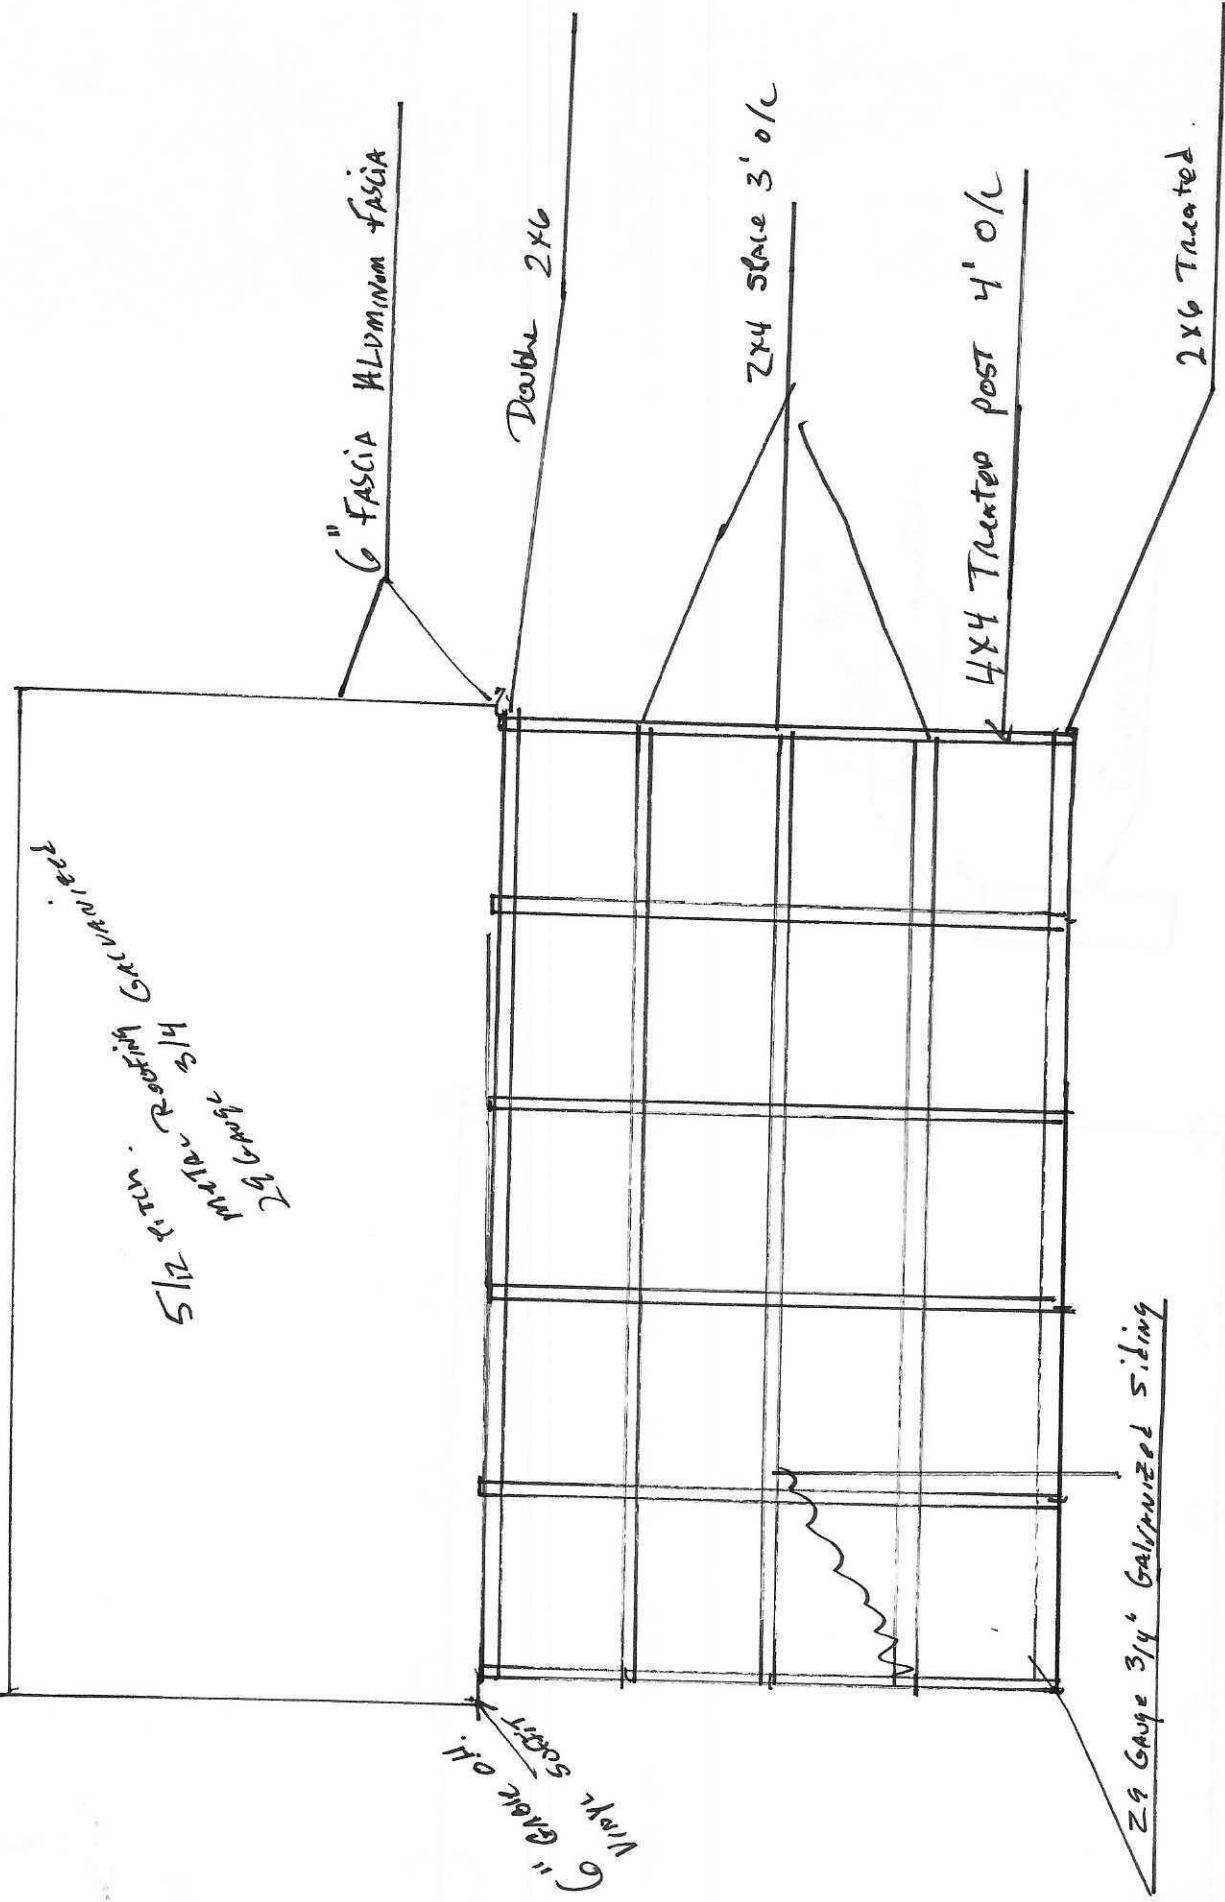 5/12 PITCH.
METAL ROOFING GALVANIZED
29 GAUGE 3/4
6" FASCIA ALUMINUM FASCIA
Double 2x6
2x4 SPACE 3' O/C
4x4 TREATED POST 4' O/C
2x6 Treated.
6" GABLE O.H.
VINYL SOFFIT
29 GAUGE 3/4" GALVANIZED SIDING